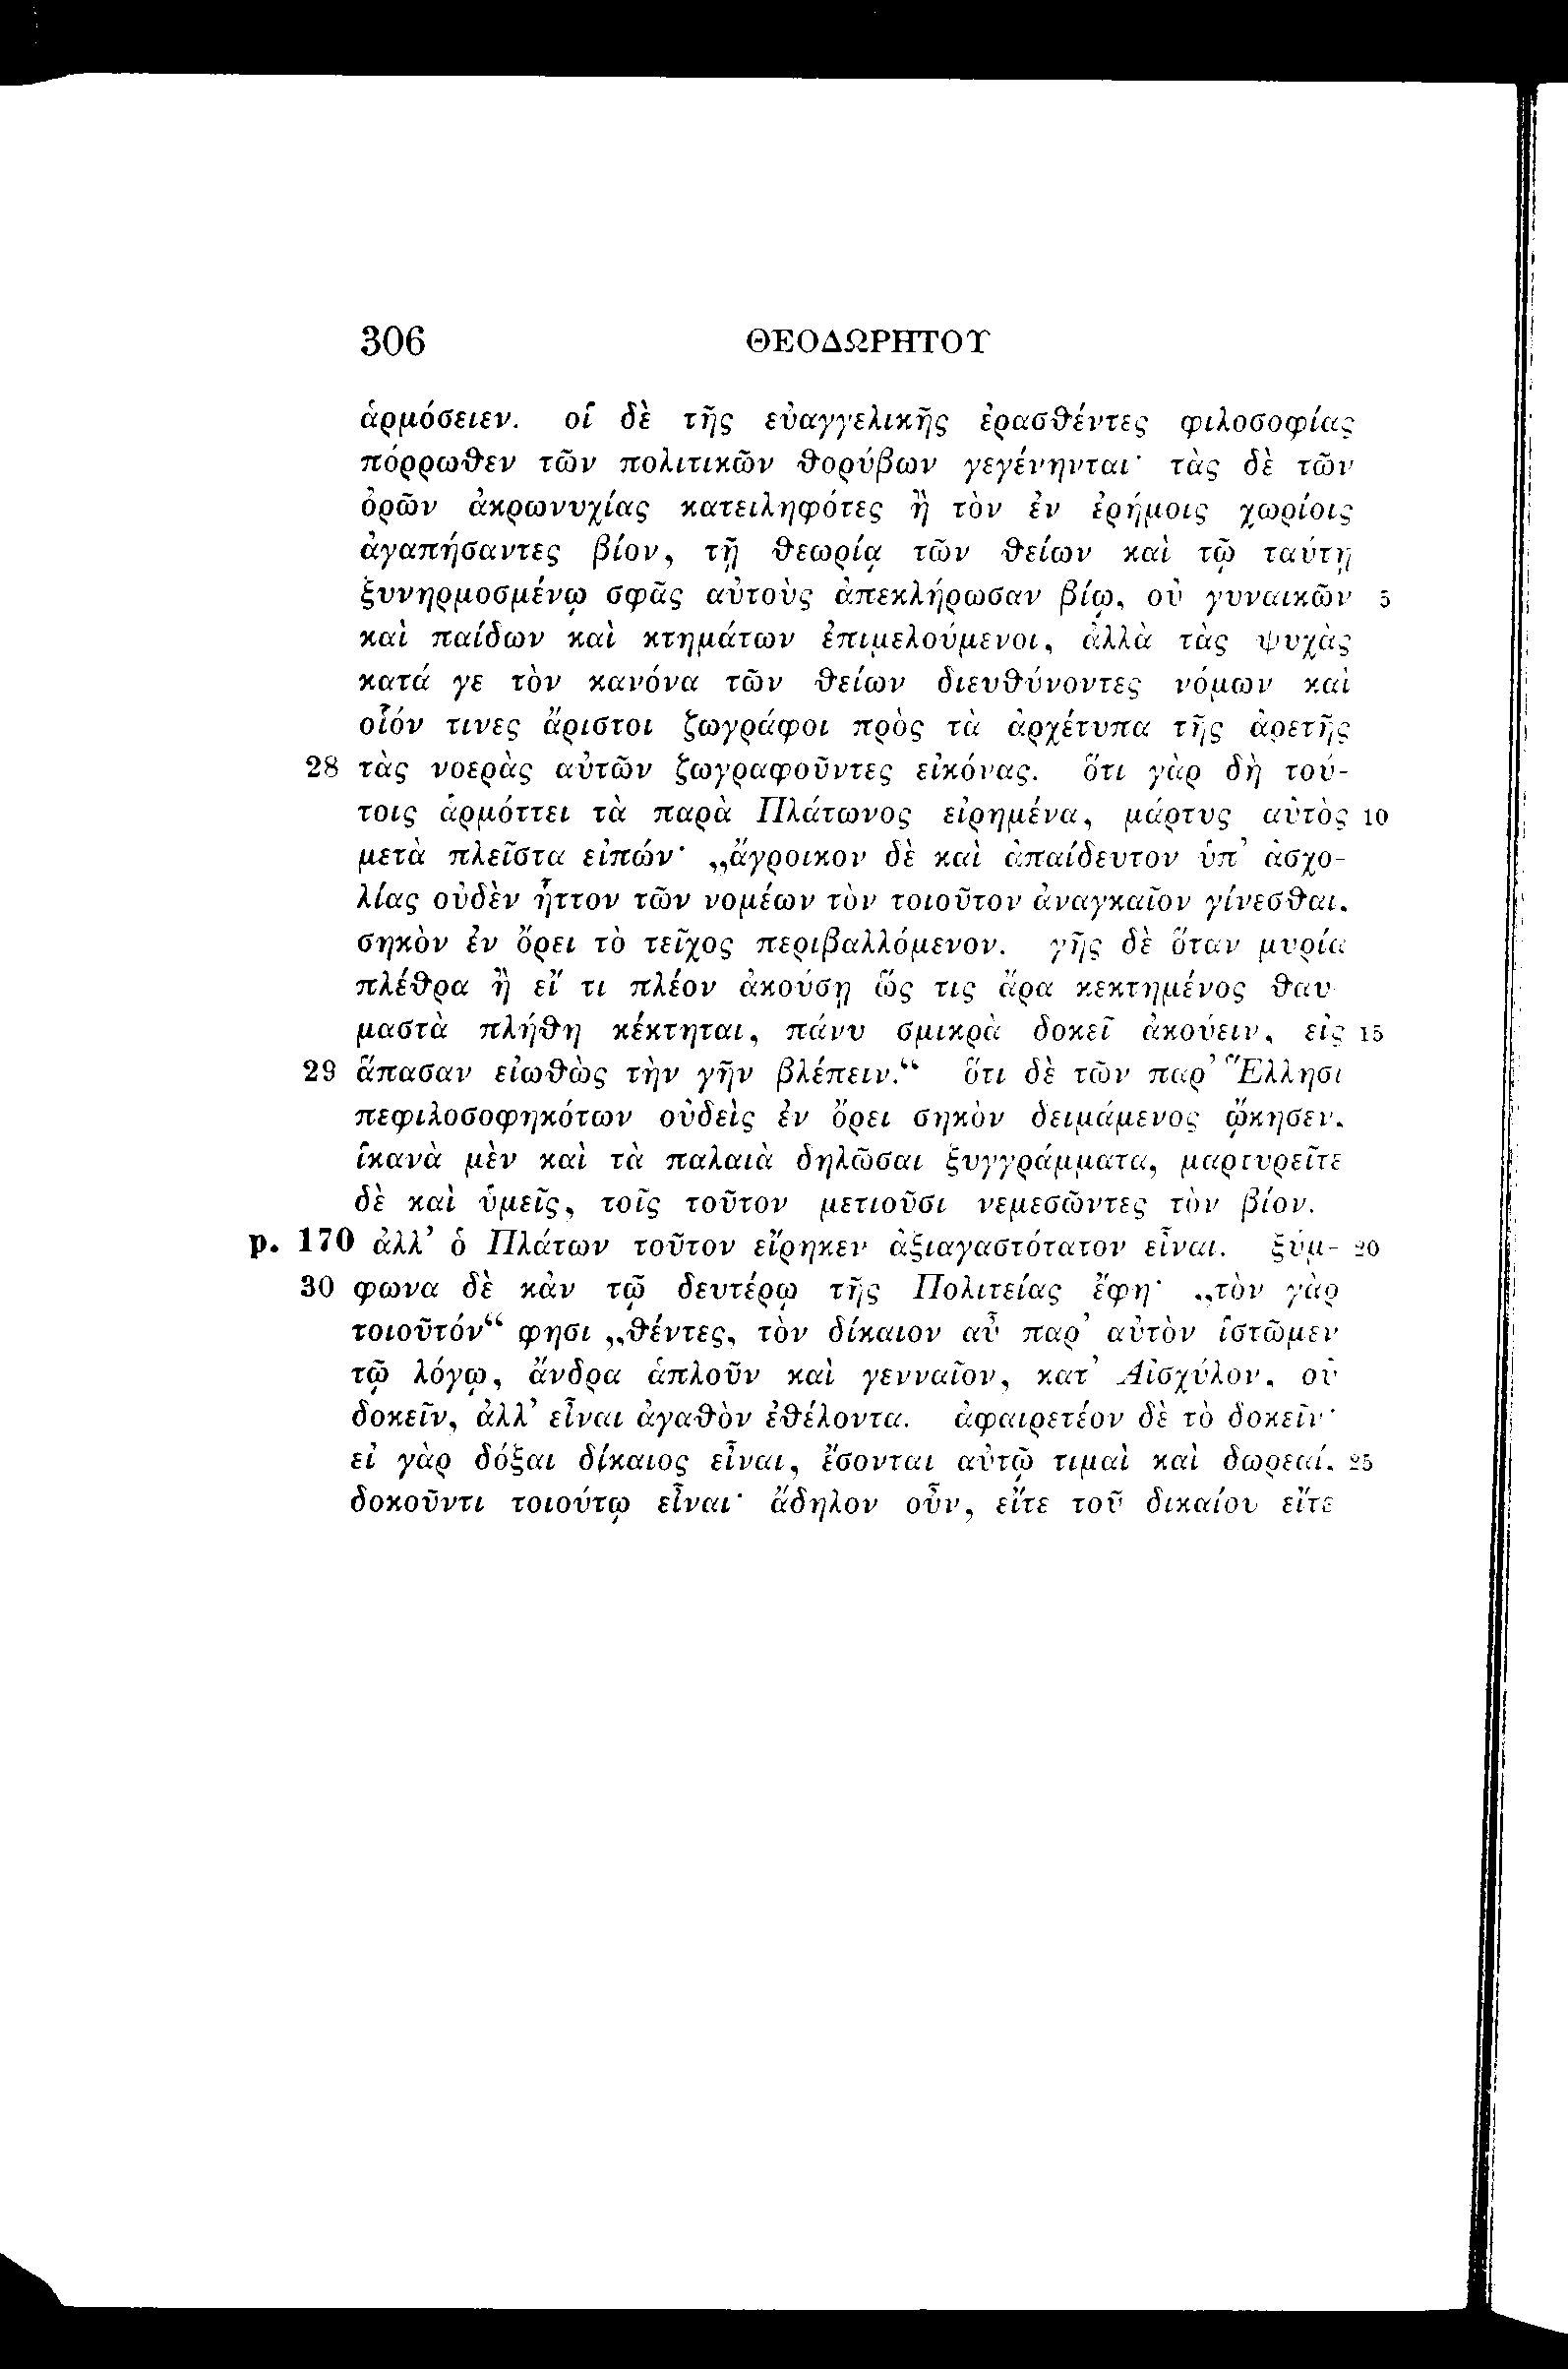 306 ΘΕΟΔΩΡΗΤΟΥ
ἁρμόσειεν. οἱ δὲ τῆς εὐαγγελικῆς ἐρασθέντες φιλοσοφίας
πόρρωθεν τῶν πολιτικῶν θορύβων γεγένηνται· τὰς δὲ τῶν
ὀρῶν ἀκρωνυχίας κατειληφότες ἢ τὸν ἐν ἐρήμοις χωρίοις
ἀγαπήσαντες βίον, τῇ θεωρίᾳ τῶν θείων καὶ τῷ ταύτῃ
ξυνηρμοσμένῳ σφᾶς αὐτοὺς ἀπεκλήρωσαν βίῳ, οὐ γυναικῶν 5
καὶ παίδων καὶ κτημάτων ἐπιμελούμενοι, ἀλλὰ τὰς ψυχὰς
κατά γε τὸν κανόνα τῶν θείων διευθύνοντες νόμων καὶ
οἷόν τινες ἄριστοι ζωγράφοι πρὸς τὰ ἀρχέτυπα τῆς ἀρετῆς
28 τὰς νοερὰς αὐτῶν ζωγραφοῦντες εἰκόνας. ὅτι γὰρ δὴ τού-
τοις ἁρμόττει τὰ παρὰ Πλάτωνος εἰρημένα, μάρτυς αὐτὸς 10
μετὰ πλεῖστα εἰπών· „ἄγροικον δὲ καὶ ἀπαίδευτον ὑπ’ ἀσχο-
λίας οὐδὲν ἧττον τῶν νομέων τὸν τοιοῦτον ἀναγκαῖον γίνεσθαι,
σηκὸν ἐν ὄρει τὸ τεῖχος περιβαλλόμενον. γῆς δὲ ὅταν μυρία
πλέθρα ἢ εἴ τι πλέον ἀκούσῃ ὥς τις ἄρα κεκτημένος θαυ-
μαστὰ πλήθη κέκτηται, πάνυ σμικρὰ δοκεῖ ἀκούειν, εἰς 15
29 ἅπασαν εἰωθὼς τὴν γῆν βλέπειν.“ ὅτι δὲ τῶν παρ’ Ἕλλησι
πεφιλοσοφηκότων οὐδεὶς ἐν ὄρει σηκὸν δειμάμενος ᾤκησεν,
ἱκανὰ μὲν καὶ τὰ παλαιὰ δηλῶσαι ξυγγράμματα, μαρτυρεῖτε
δὲ καὶ ὑμεῖς, τοῖς τοῦτον μετιοῦσι νεμεσῶντες τὸν βίον.
p. 170 ἀλλ’ ὁ Πλάτων τοῦτον εἴρηκεν ἀξιαγαστότατον εἶναι. ξύμ- 20
30 φωνα δὲ κἀν τῷ δευτέρῳ τῆς Πολιτείας ἔφη· „τὸν γὰρ
τοιοῦτόν“ φησι „θέντες, τὸν δίκαιον αὖ παρ’ αὐτὸν ἱστῶμεν
τῷ λόγῳ, ἄνδρα ἁπλοῦν καὶ γενναῖον, κατ’ Αἰσχύλον, οὐ
δοκεῖν, ἀλλ’ εἶναι ἀγαθὸν ἐθέλοντα. ἀφαιρετέον δὲ τὸ δοκεῖν·
εἰ γὰρ δόξαι δίκαιος εἶναι, ἔσονται αὐτῷ τιμαὶ καὶ δωρεαί, 25
δοκοῦντι τοιούτῳ εἶναι· ἄδηλον οὖν, εἴτε τοῦ δικαίου εἴτε